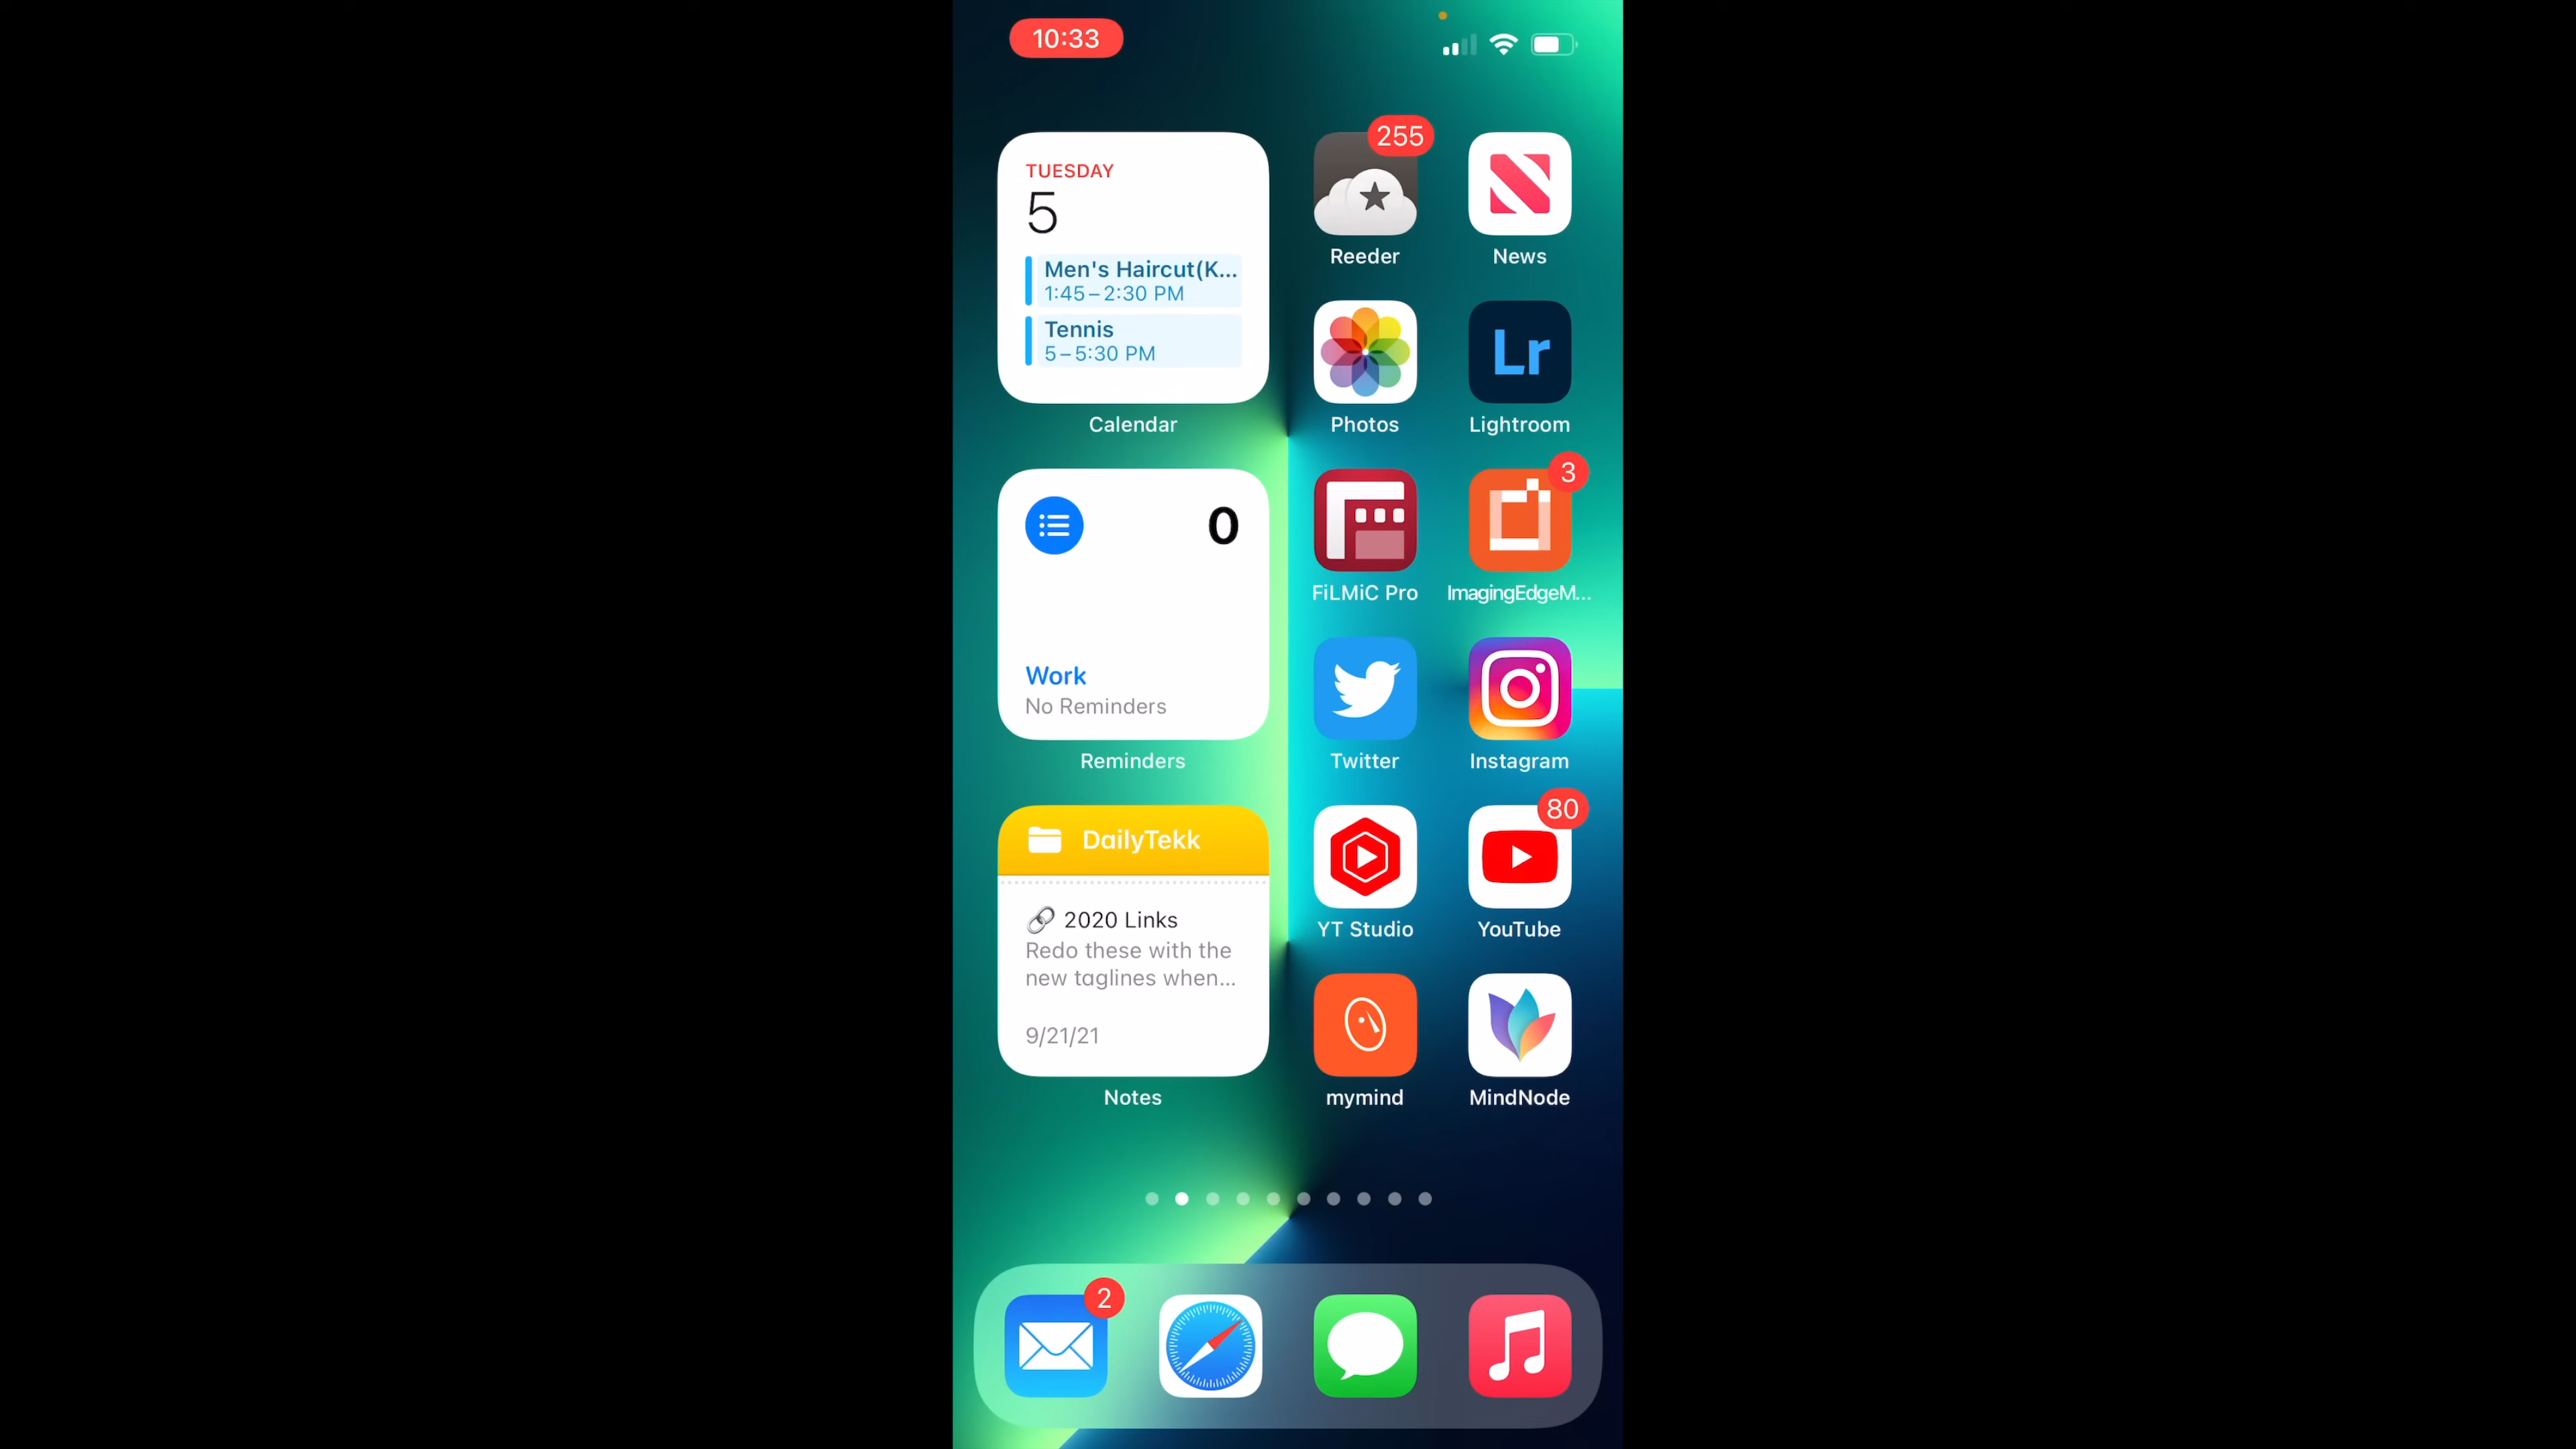 10:33
TUESDAY
5
Men's Haircut(K...
1:45 – 2:30 PM
Tennis
5 – 5:30 PM
Calendar
255
Reeder
News
Photos
Lr
Lightroom
0
Work
No Reminders
Reminders
FiLMiC Pro
3
ImagingEdgeM...
Twitter
Instagram
DailyTekk
2020 Links
Redo these with the
new taglines when...
9/21/21
Notes
YT Studio
80
YouTube
mymind
MindNode
2